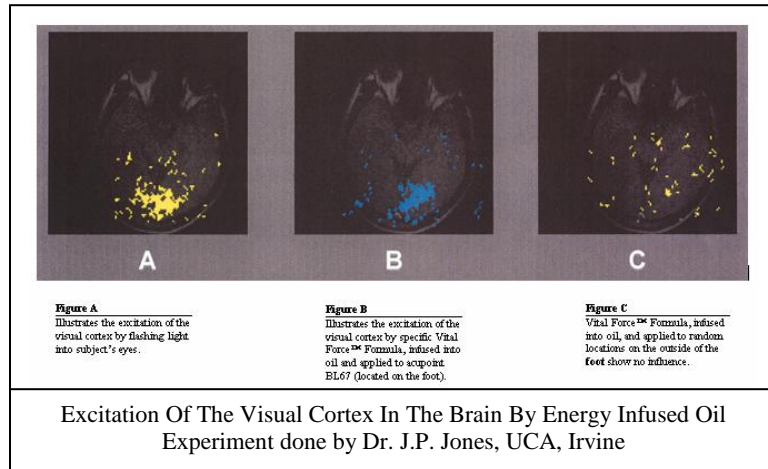 A
B
C
Figure A
Illustrates the excitation of the
visual cortex by flashing light
into subject's eyes.
Figure B
Illustrates the excitation of the
visual cortex by specific Vital
Force™ Formula, infused into
oil and applied to acupoint
BL67 (located on the foot).
Figure C
Vital Force™ Formula, infused
into oil, and applied to random
locations on the outside of the
foot show no influence.
Excitation Of The Visual Cortex In The Brain By Energy Infused Oil
Experiment done by Dr. J.P. Jones, UCA, Irvine